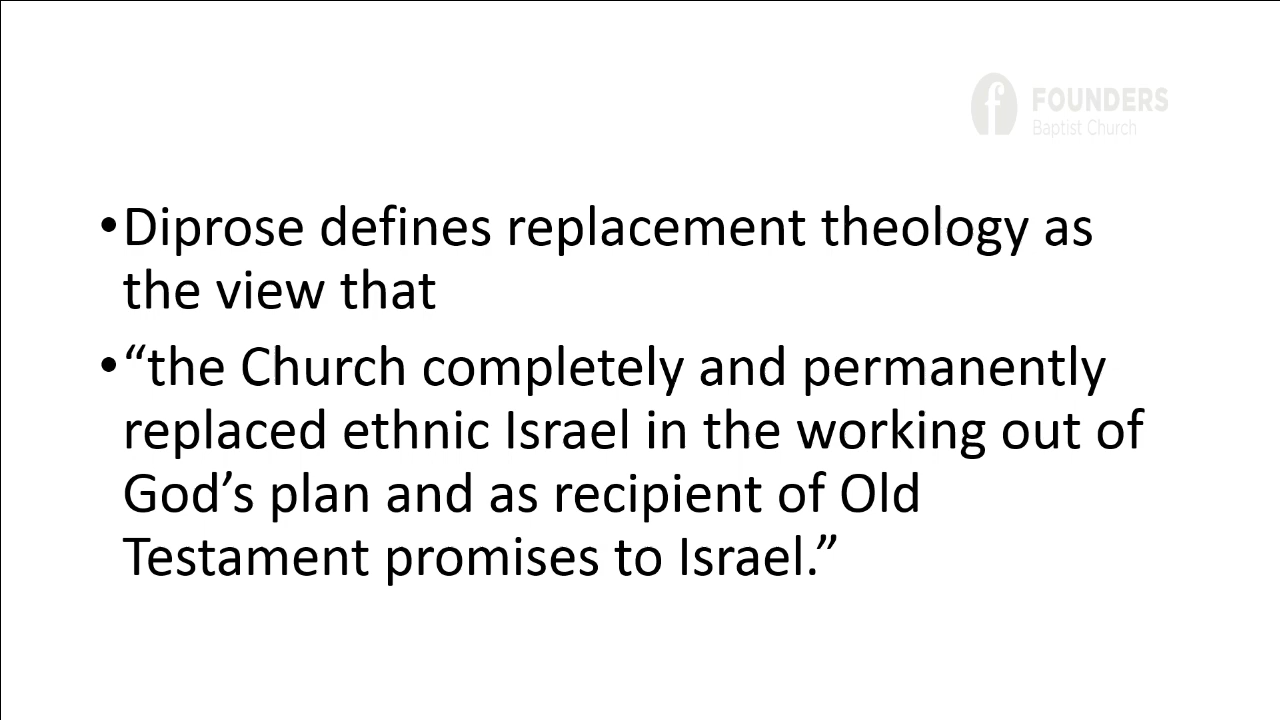 FOUNDERS
Baptist Church
•Diprose defines replacement theology as
the view that
•“the Church completely and permanently
replaced ethnic Israel in the working out of
God’s plan and as recipient of Old
Testament promises to Israel.”